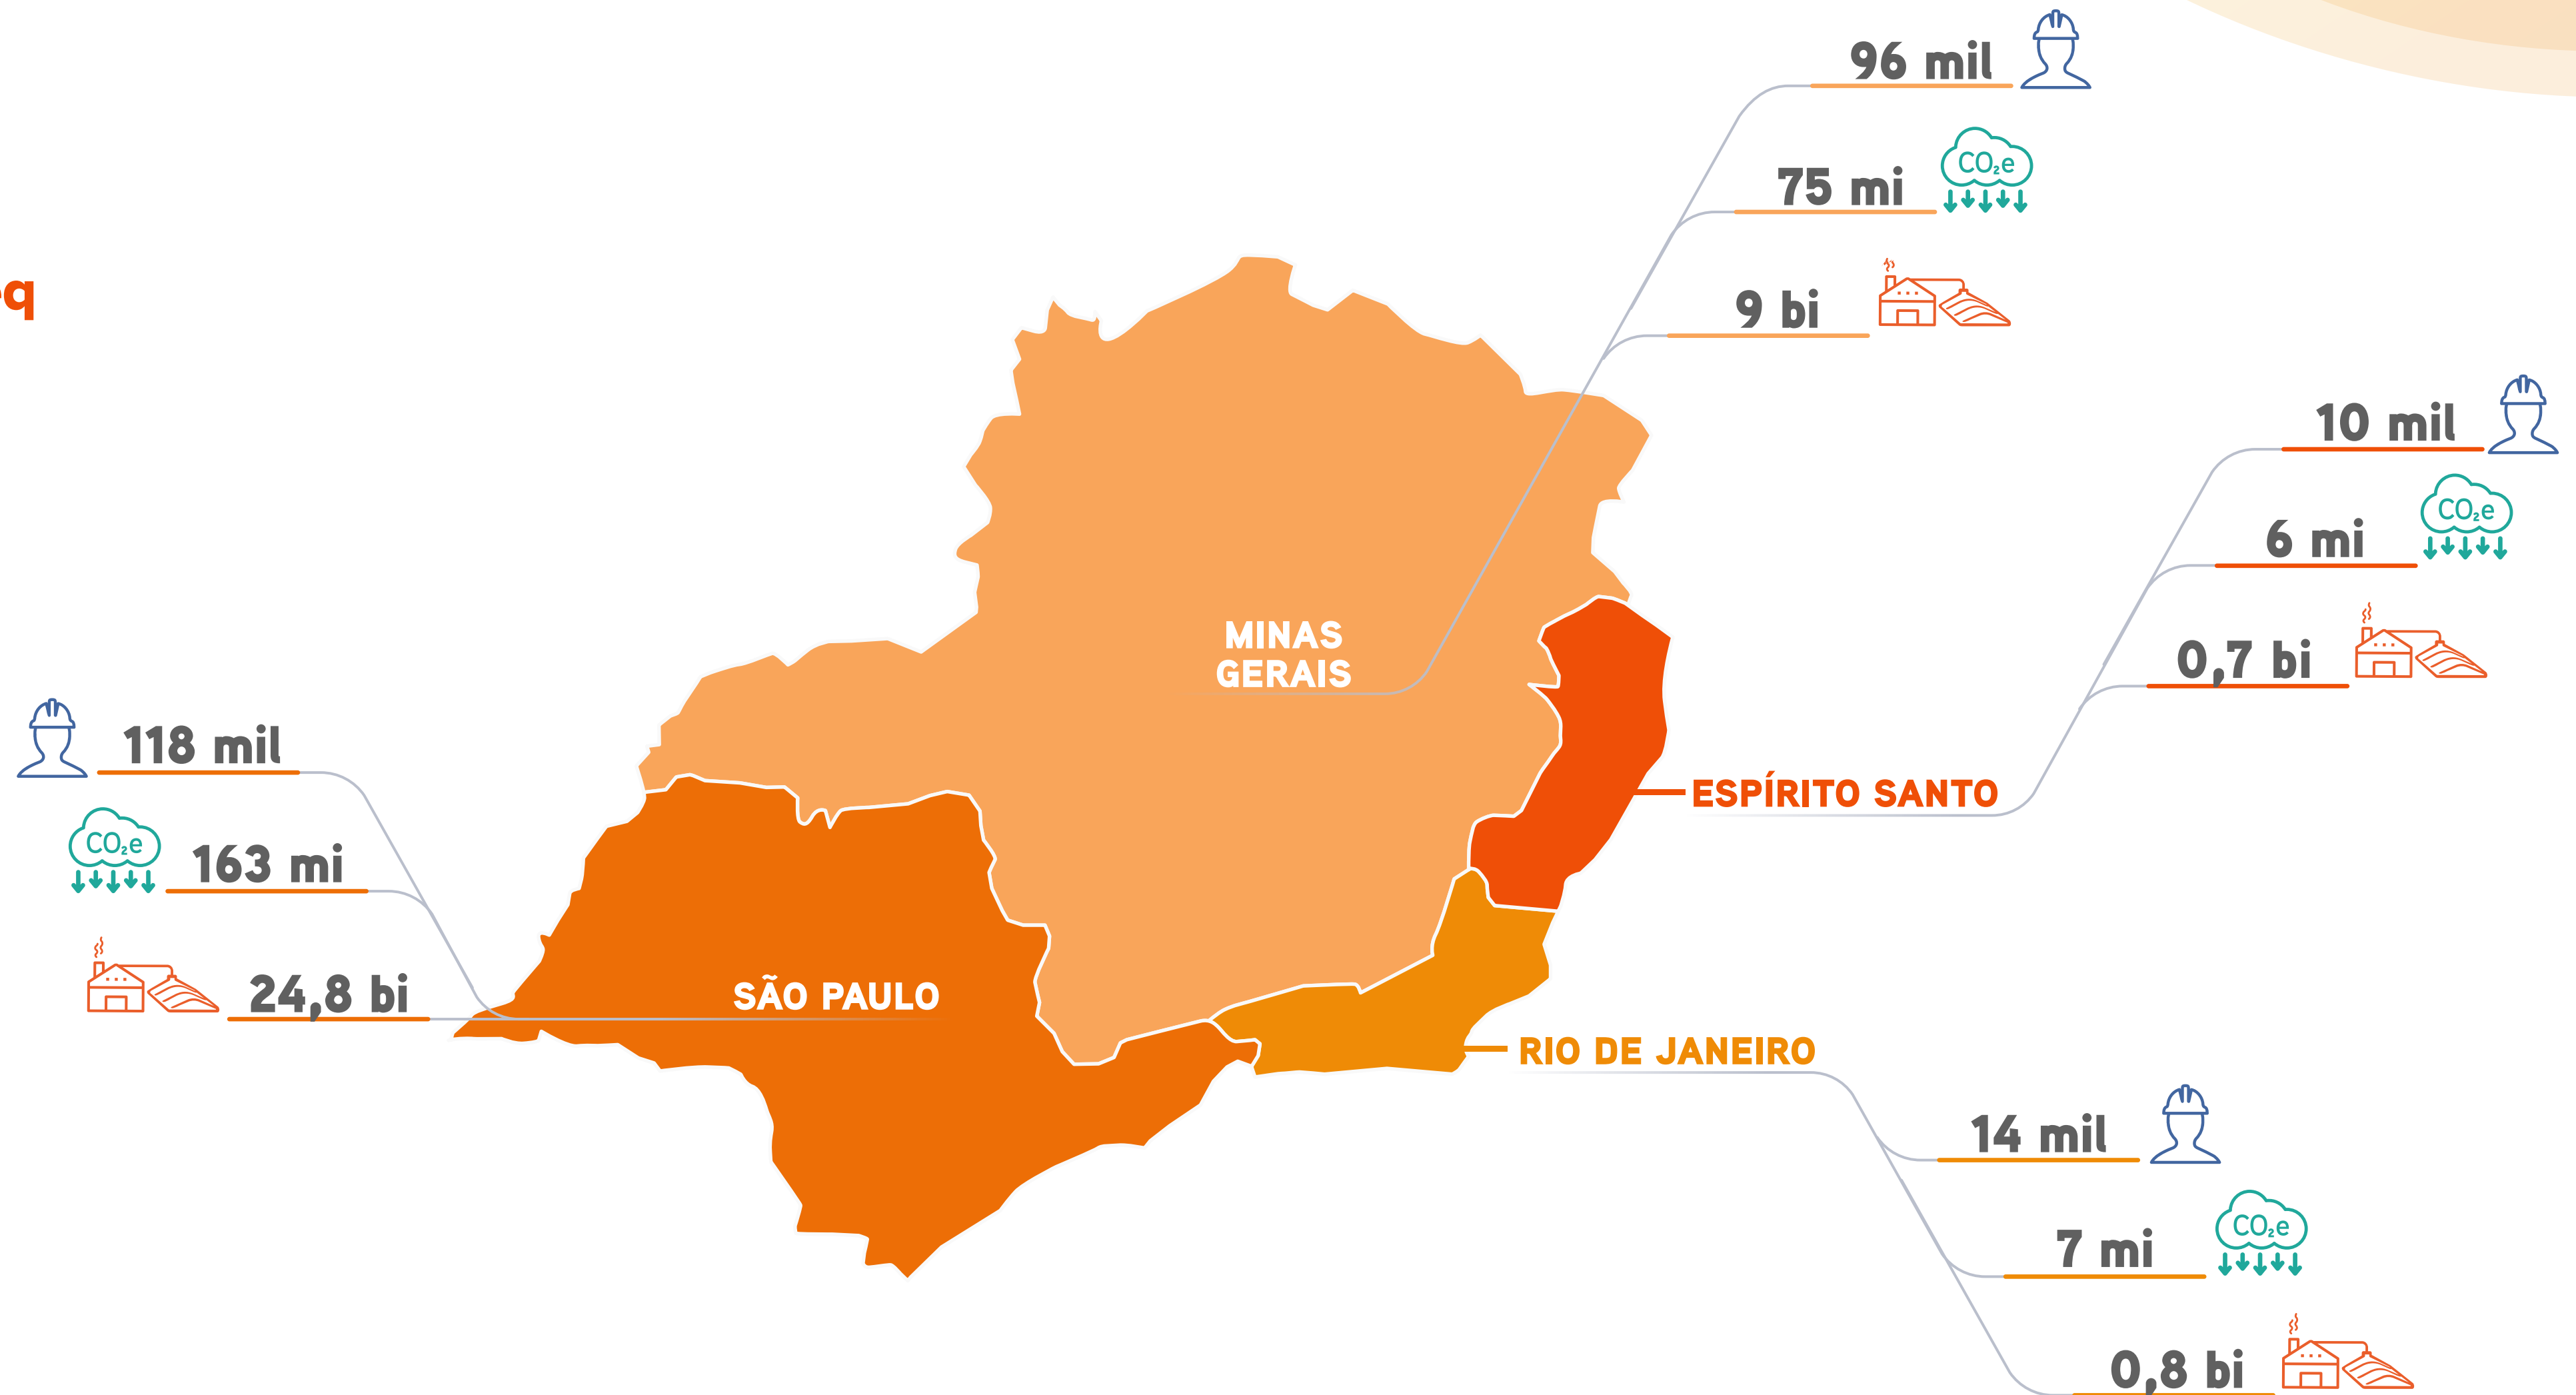 96 mil
CO₂e
75 mi
9 bi
q
10 mil
CO₂e
6 mi
0,7 bi
MINAS
GERAIS
118 mil
CO₂e
163 mi
24,8 bi
ESPÍRITO SANTO
SÃO PAULO
RIO DE JANEIRO
14 mil
7 mi
CO₂e
0,8 bi